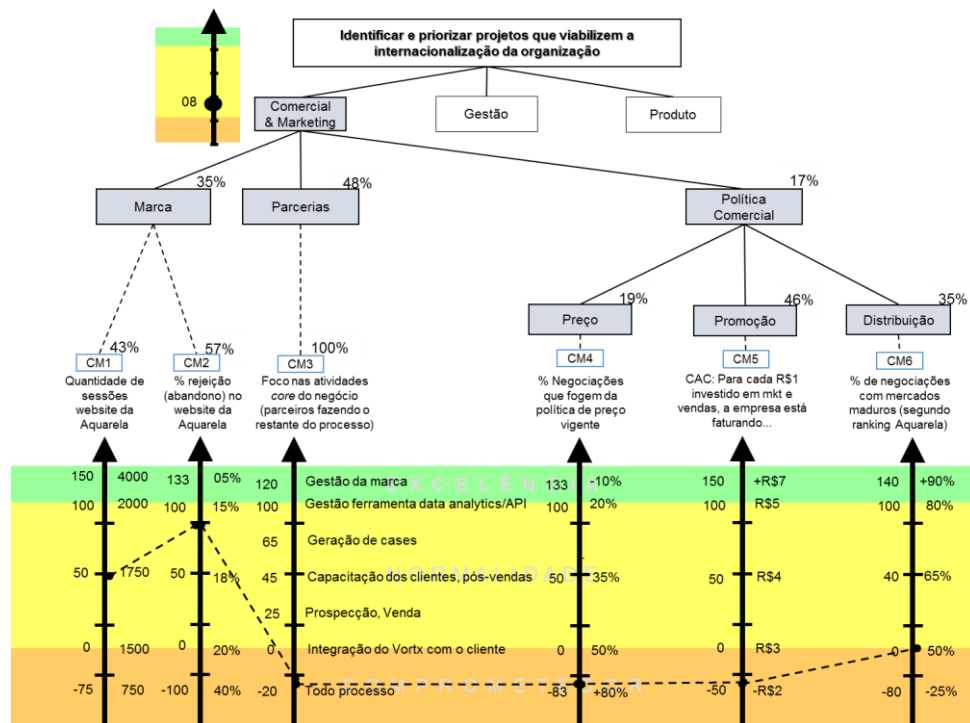 Identificar e priorizar projetos que viabilizem a
internacionalização da organização
08
Comercial
& Marketing
Gestão
Produto
35%
48%
17%
Marca
Parcerias
Política
Comercial
19%
46%
35%
Preço
Promoção
Distribuição
43%
57%
100%
CM1
CM2
CM3
CM4
CM5
CM6
Quantidade de
sessões
website da
Aquarela
% rejeição
(abandono) no
website da
Aquarela
Foco nas atividades
core do negócio
(parceiros fazendo o
restante do processo)
% Negociações
que fogem da
política de preço
vigente
CAC: Para cada R$1
investido em mkt e
vendas, a empresa está
faturando...
% de negociações
com mercados
maduros (segundo
ranking Aquarela)
EXCELÊNCIA
150 4000 133 05% 120 Gestão da marca 133 -10% 150 +R$7 140 +90%
100 2000 100 15% 100 Gestão ferramenta data analytics/API 100 20% 100 R$5 100 80%
65 Geração de cases
NORMALIDADE
50 1750 50 18% 45 Capacitação dos clientes, pós-vendas 50 35% 50 R$4 40 65%
25 Prospecção, Venda
0 1500 0 20% 0 Integração do Vortx com o cliente 0 50% 0 R$3 0 50%
COMPROMETEDOR
-75 750 -100 40% -20 Todo processo -83 +80% -50 -R$2 -80 -25%